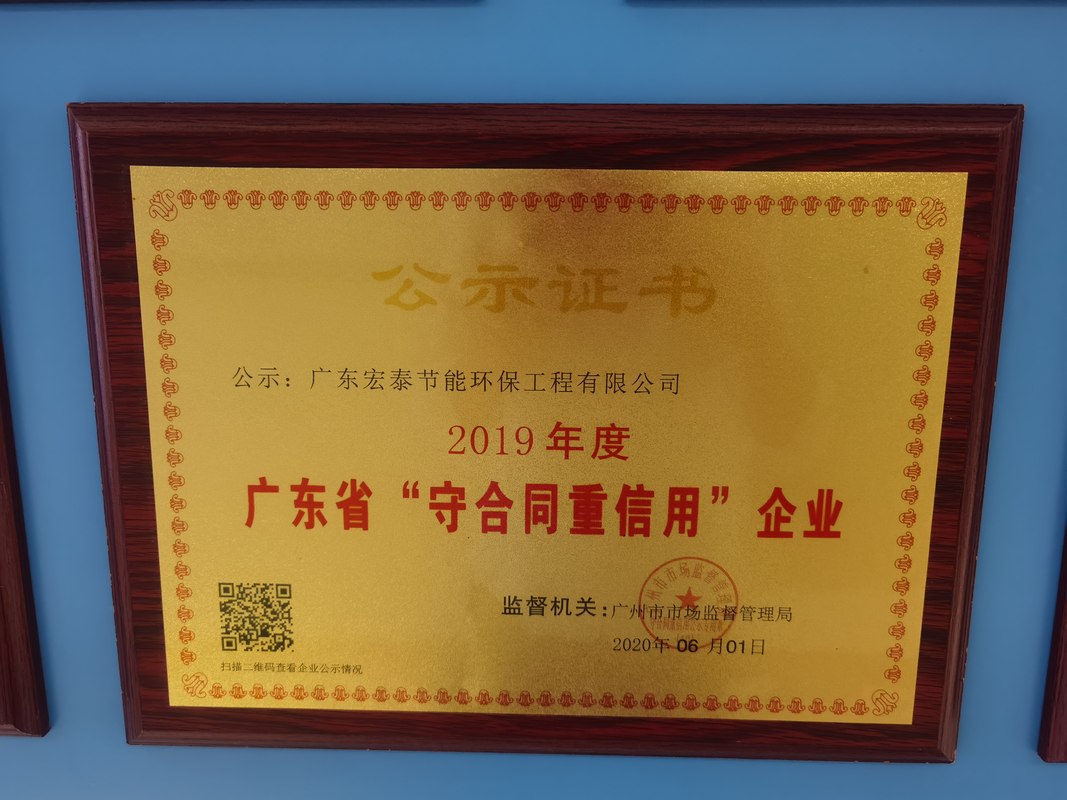 公示证书
公示：广东宏泰节能环保工程有限公司
2019年度
广东省“守合同重信用”企业
监督机关：广州市市场监督管理局
2020年06月01日
扫描二维码查看企业公示情况